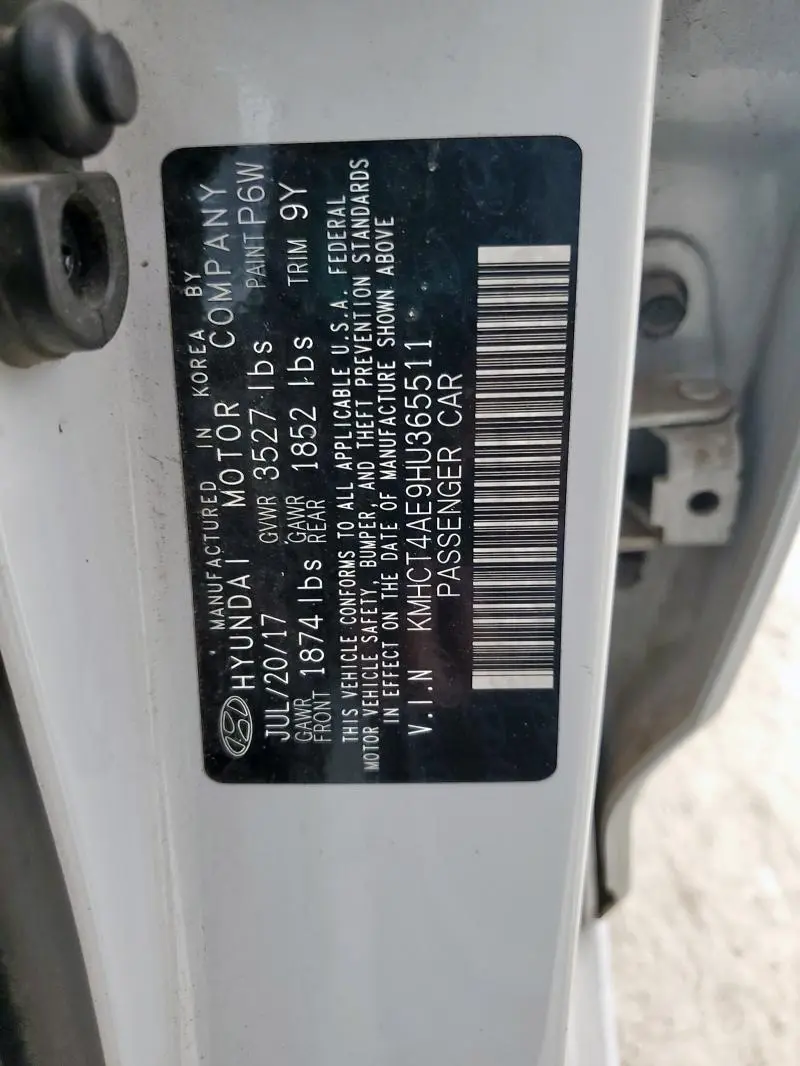 MANUFACTURED IN KOREA BY
HYUNDAI MOTOR COMPANY
JUL/20/17 GVWR 3527 lbs PAINT P6W
GAWR FRONT 1874 lbs GAWR REAR 1852 lbs TRIM 9Y
THIS VEHICLE CONFORMS TO ALL APPLICABLE U.S.A. FEDERAL
MOTOR VEHICLE SAFETY, BUMPER, AND THEFT PREVENTION STANDARDS
IN EFFECT ON THE DATE OF MANUFACTURE SHOWN ABOVE
V.I.N KMHCT4AE9HU365511
PASSENGER CAR